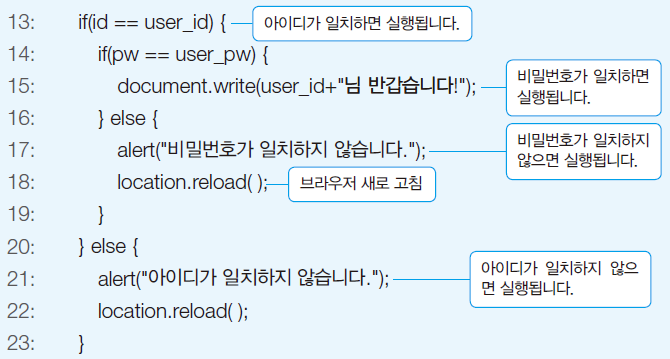 13: if(id == user_id) {
아이디가 일치하면 실행됩니다.
14: if(pw == user_pw) {
15: document.write(user_id+"님 반갑습니다!");
비밀번호가 일치하면
실행됩니다.
16: } else {
17: alert("비밀번호가 일치하지 않습니다.");
비밀번호가 일치하지
않으면 실행됩니다.
18: location.reload( );
브라우저 새로 고침
19: }
20: } else {
21: alert("아이디가 일치하지 않습니다.");
아이디가 일치하지 않으
면 실행됩니다.
22: location.reload( );
23: }